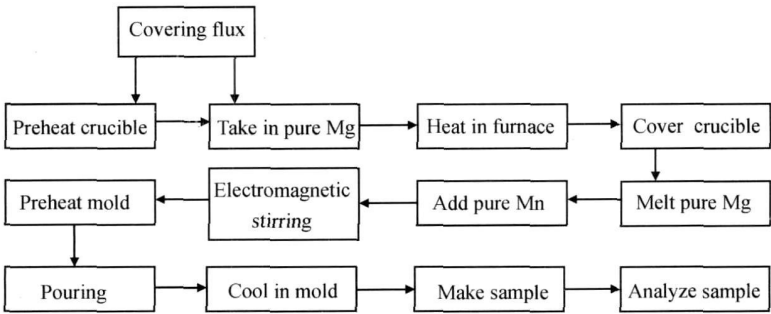 Covering flux
Preheat crucible
Take in pure Mg
Heat in furnace
Cover crucible
Preheat mold
Electromagnetic
stirring
Add pure Mn
Melt pure Mg
Pouring
Cool in mold
Make sample
Analyze sample